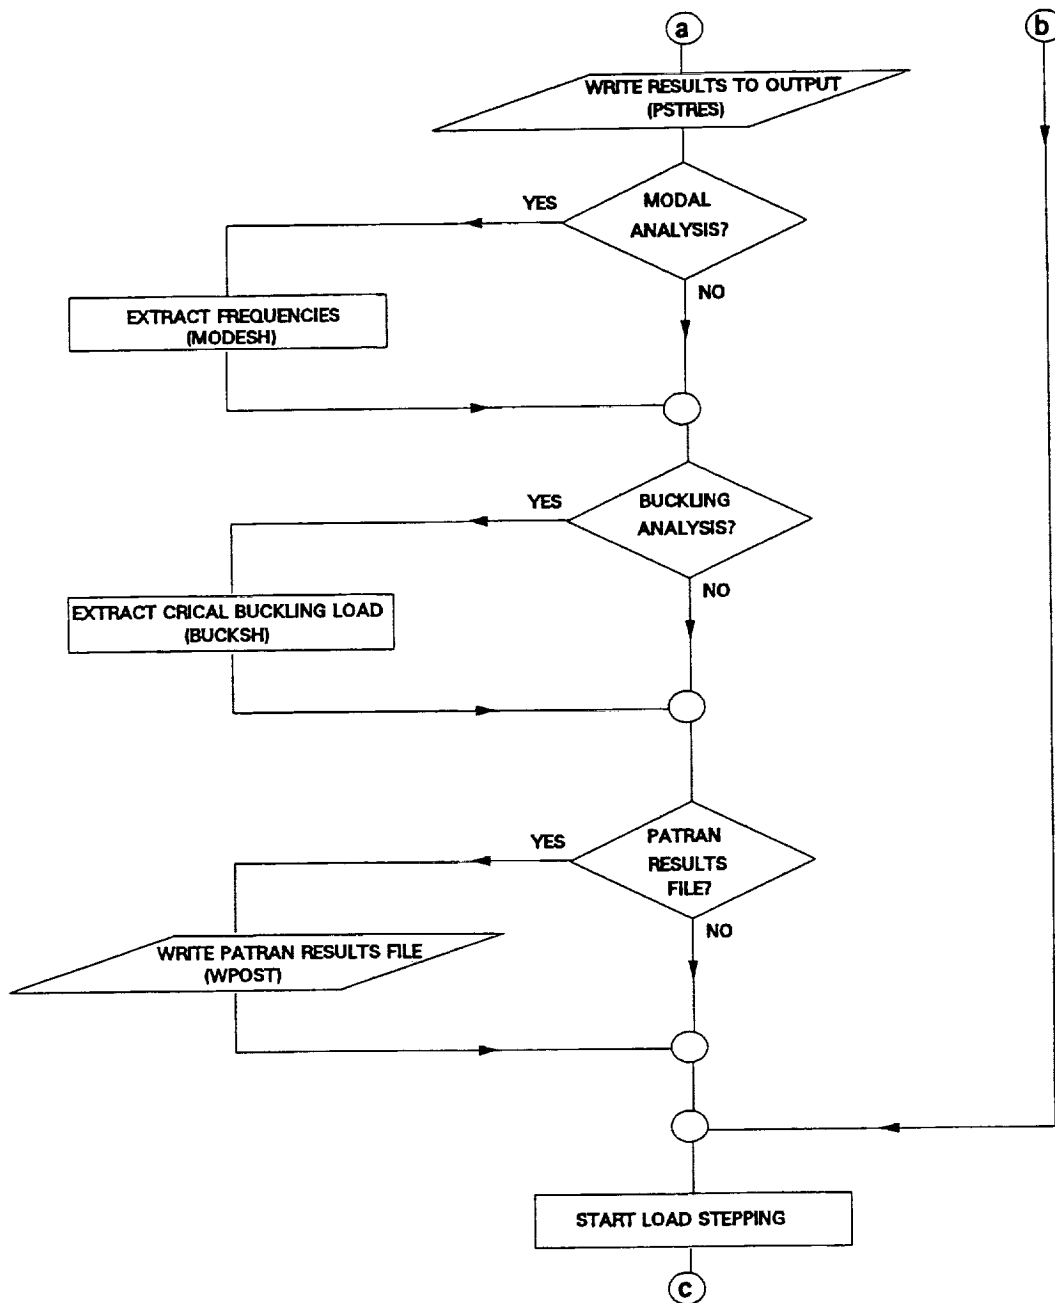 a
b
WRITE RESULTS TO OUTPUT
(PSTRES)
YES
MODAL
ANALYSIS?
NO
EXTRACT FREQUENCIES
(MODESH)
YES
BUCKLING
ANALYSIS?
NO
EXTRACT CRICAL BUCKLING LOAD
(BUCKSH)
YES
PATRAN
RESULTS
FILE?
NO
WRITE PATRAN RESULTS FILE
(WPOST)
START LOAD STEPPING
c